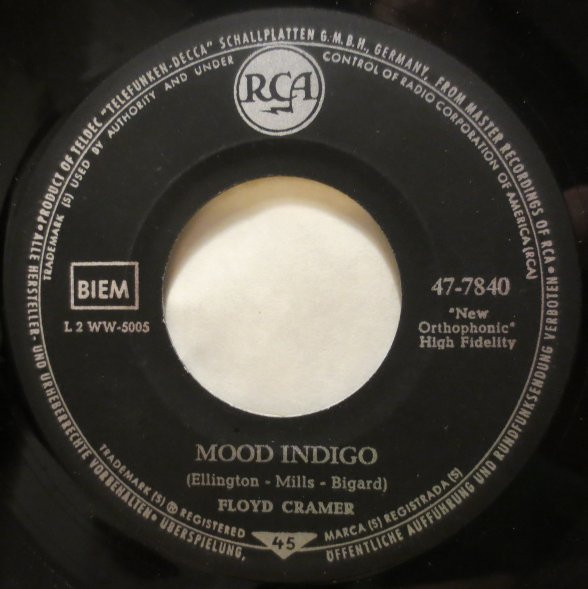 • PRODUCT OF TELDEC "TELEFUNKEN-DECCA" SCHALLPLATTEN G.M.B.H., GERMANY, FROM MASTER RECORDINGS OF RCA •
TRADEMARK (S) USED BY AUTHORITY AND UNDER CONTROL OF RADIO CORPORATION OF AMERICA (RCA)
RCA
BIEM
L 2 WW-5005
47-7840
"New
Orthophonic"
High Fidelity
MOOD INDIGO
(Ellington - Mills - Bigard)
FLOYD CRAMER
TRADEMARK (S) ® REGISTERED
MARCA (S) REGISTRADA (S)
45
ALLE HERSTELLER- UND URHEBERRECHTE VORBEHALTEN • ÜBERSPIELUNG, ÖFFENTLICHE AUFFÜHRUNG UND RUNDFUNKSENDUNG VERBOTEN